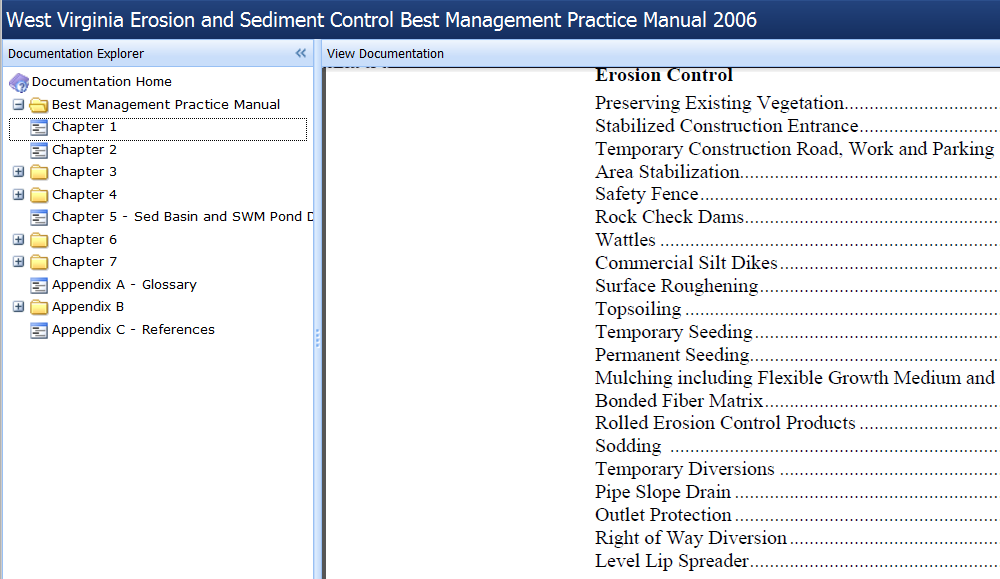 West Virginia Erosion and Sediment Control Best Management Practice Manual 2006
Documentation Explorer
Documentation Home
Best Management Practice Manual
Chapter 1
Chapter 2
Chapter 3
Chapter 4
Chapter 5 - Sed Basin and SWM Pond D
Chapter 6
Chapter 7
Appendix A - Glossary
Appendix B
Appendix C - References
View Documentation
Erosion Control
Preserving Existing Vegetation
Stabilized Construction Entrance
Temporary Construction Road, Work and Parking
Area Stabilization
Safety Fence
Rock Check Dams
Wattles
Commercial Silt Dikes
Surface Roughening
Topsoiling
Temporary Seeding
Permanent Seeding
Mulching including Flexible Growth Medium and
Bonded Fiber Matrix
Rolled Erosion Control Products
Sodding
Temporary Diversions
Pipe Slope Drain
Outlet Protection
Right of Way Diversion
Level Lip Spreader